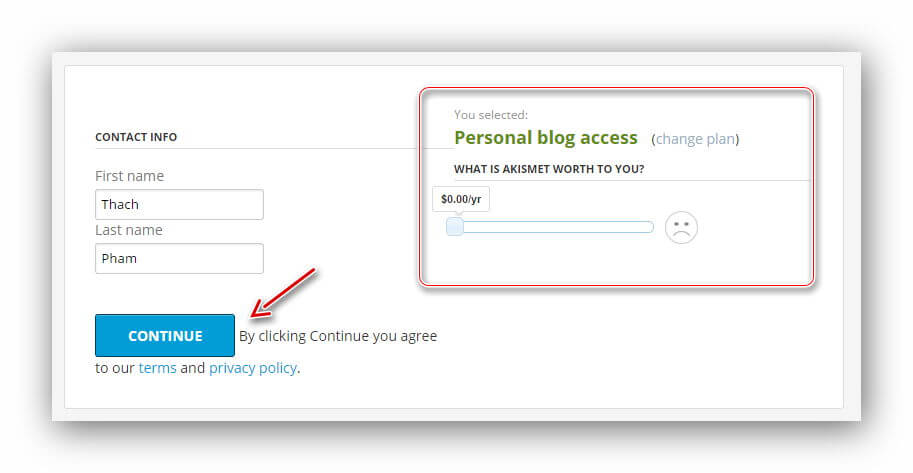 CONTACT INFO
First name
Thach
Last name
Pham
CONTINUE By clicking Continue you agree
to our terms and privacy policy.
You selected:
Personal blog access (change plan)
WHAT IS AKISMET WORTH TO YOU?
$0.00/yr